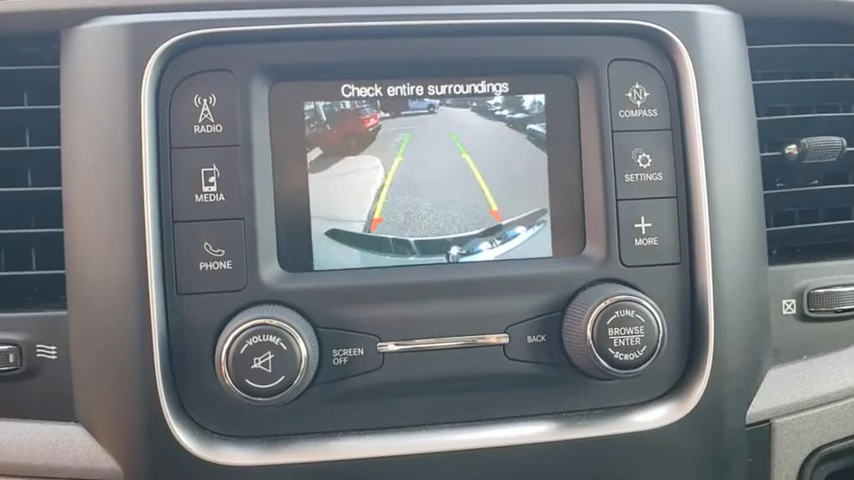 Check entire surroundings
RADIO
MEDIA
PHONE
N
COMPASS
SETTINGS
MORE
VOLUME
SCREEN
OFF
BACK
TUNE
BROWSE
ENTER
SCROLL